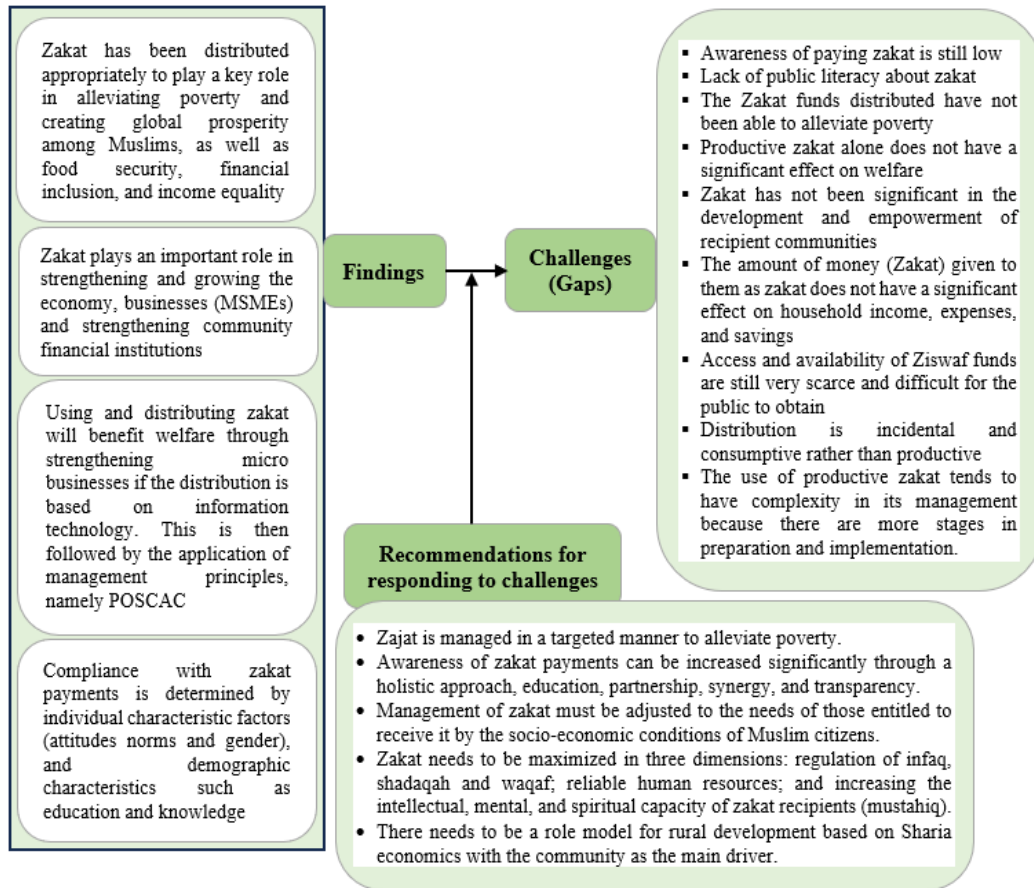 Zakat has been distributed
appropriately to play a key role
in alleviating poverty and
creating global prosperity
among Muslims, as well as
food security, financial
inclusion, and income equality
Zakat plays an important role in
strengthening and growing the
economy, businesses (MSMEs)
and strengthening community
financial institutions
Using and distributing zakat
will benefit welfare through
strengthening micro
businesses if the distribution is
based on information
technology. This is then
followed by the application of
management principles,
namely POSCAC
Compliance with zakat
payments is determined by
individual characteristic factors
(attitudes norms and gender),
and demographic
characteristics such as
education and knowledge
Findings
Challenges
(Gaps)
▪ Awareness of paying zakat is still low
▪ Lack of public literacy about zakat
▪ The Zakat funds distributed have not
been able to alleviate poverty
▪ Productive zakat alone does not have a
significant effect on welfare
▪ Zakat has not been significant in the
development and empowerment of
recipient communities
▪ The amount of money (Zakat) given to
them as zakat does not have a significant
effect on household income, expenses,
and savings
▪ Access and availability of Ziswaf funds
are still very scarce and difficult for the
public to obtain
▪ Distribution is incidental and
consumptive rather than productive
▪ The use of productive zakat tends to
have complexity in its management
because there are more stages in
preparation and implementation.
Recommendations for
responding to challenges
• Zajat is managed in a targeted manner to alleviate poverty.
• Awareness of zakat payments can be increased significantly through a
holistic approach, education, partnership, synergy, and transparency.
• Management of zakat must be adjusted to the needs of those entitled to
receive it by the socio-economic conditions of Muslim citizens.
• Zakat needs to be maximized in three dimensions: regulation of infaq,
shadaqah and waqaf; reliable human resources; and increasing the
intellectual, mental, and spiritual capacity of zakat recipients (mustahiq).
• There needs to be a role model for rural development based on Sharia
economics with the community as the main driver.